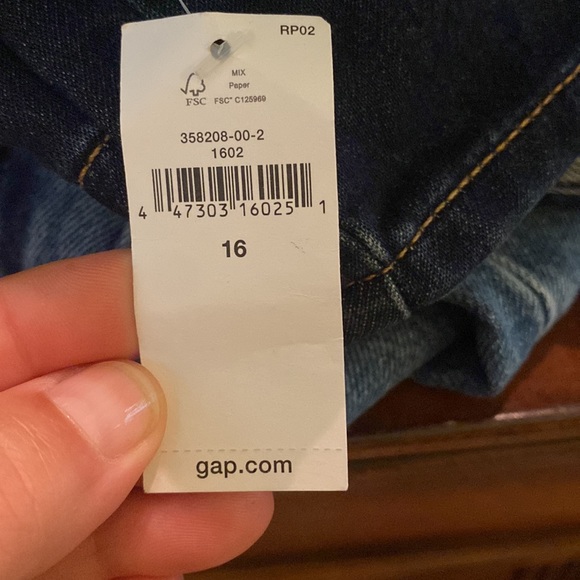 RP02
MIX
Paper
FSC FSC® C125969
358208-00-2
1602
4 47303 16025 1
16
gap.com